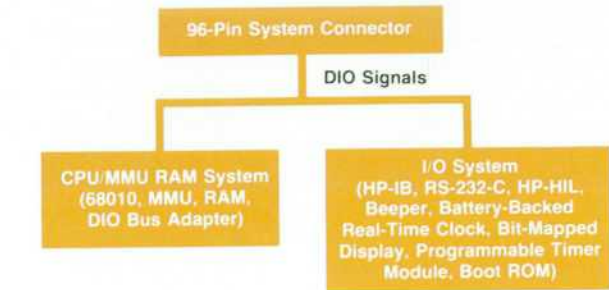 96-Pin System Connector
DIO Signals
CPU/MMU RAM System
(68010, MMU, RAM,
DIO Bus Adapter)
I/O System
(HP-IB, RS-232-C, HP-HIL,
Beeper, Battery-Backed
Real-Time Clock, Bit-Mapped
Display, Programmable Timer
Module, Boot ROM)